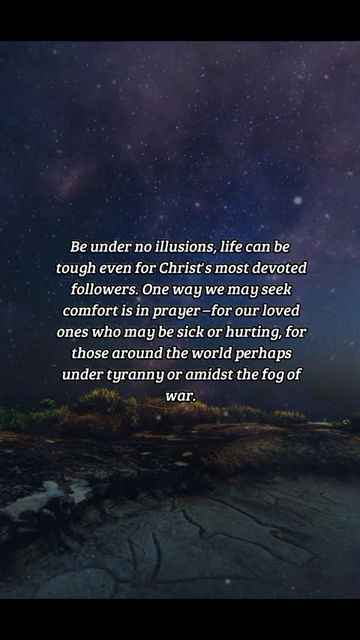 Be under no illusions, life can be
tough even for Christ's most devoted
followers. One way we may seek
comfort is in prayer–for our loved
ones who may be sick or hurting, for
those around the world perhaps
under tyranny or amidst the fog of
war.